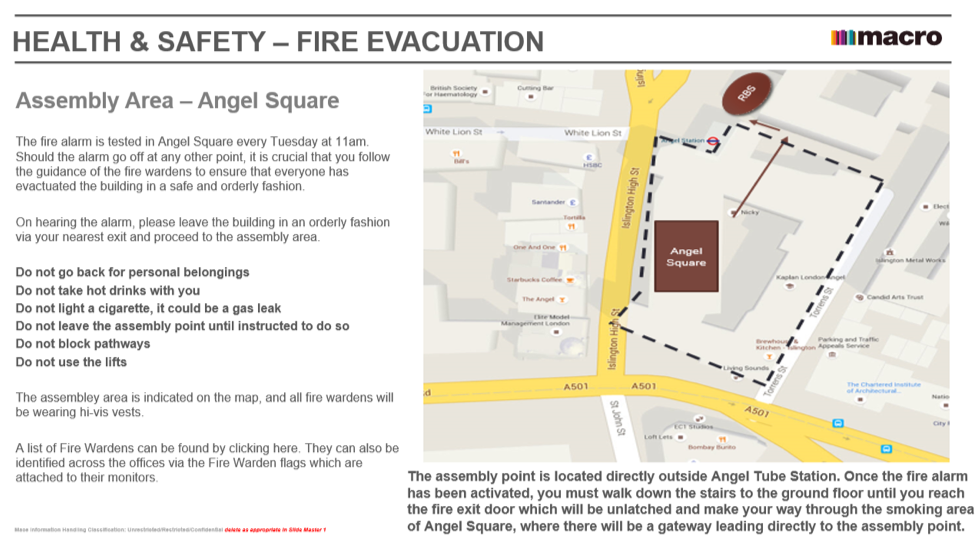 HEALTH & SAFETY – FIRE EVACUATION
macro
Assembly Area – Angel Square
The fire alarm is tested in Angel Square every Tuesday at 11am.
Should the alarm go off at any other point, it is crucial that you follow
the guidance of the fire wardens to ensure that everyone has
evactuated the building in a safe and orderly fashion.
On hearing the alarm, please leave the building in an orderly fashion
via your nearest exit and proceed to the assembly area.
Do not go back for personal belongings
Do not take hot drinks with you
Do not light a cigarette, it could be a gas leak
Do not leave the assembly point until instructed to do so
Do not block pathways
Do not use the lifts
The assembley area is indicated on the map, and all fire wardens will
be wearing hi-vis vests.
A list of Fire Wardens can be found by clicking here. They can also be
identified across the offices via the Fire Warden flags which are
attached to their monitors.
British Society
for Haematology
Cutting Bar
Isling
RBS
White Lion St
White Lion St
Angel Station
Bill's
HSBC
Islington High St
Santander
Tortilla
Nicky
Elect
One And One
Angel
Square
Islington Metal Works
Starbucks Coffee
Kaplan London Angel
The Angel
Torrens St
Candid Arts Trust
Elite Model
Management London
Islington High St
Brewhouse
Kitchen - Islington
Parking and Traffic
Appeals Service
Living Sounds
Torrens St
The Chartered Institute
of Architectural...
A501
A501
A501
St John St
EC1 Studios
Loft Lets
Bombay Burrito
City
The assembly point is located directly outside Angel Tube Station. Once the fire alarm
has been activated, you must walk down the stairs to the ground floor until you reach
the fire exit door which will be unlatched and make your way through the smoking area
of Angel Square, where there will be a gateway leading directly to the assembly point.
Mace Information Handling Classification: Unrestricted/Restricted/Confidential delete as appropriate in Slide Master 1